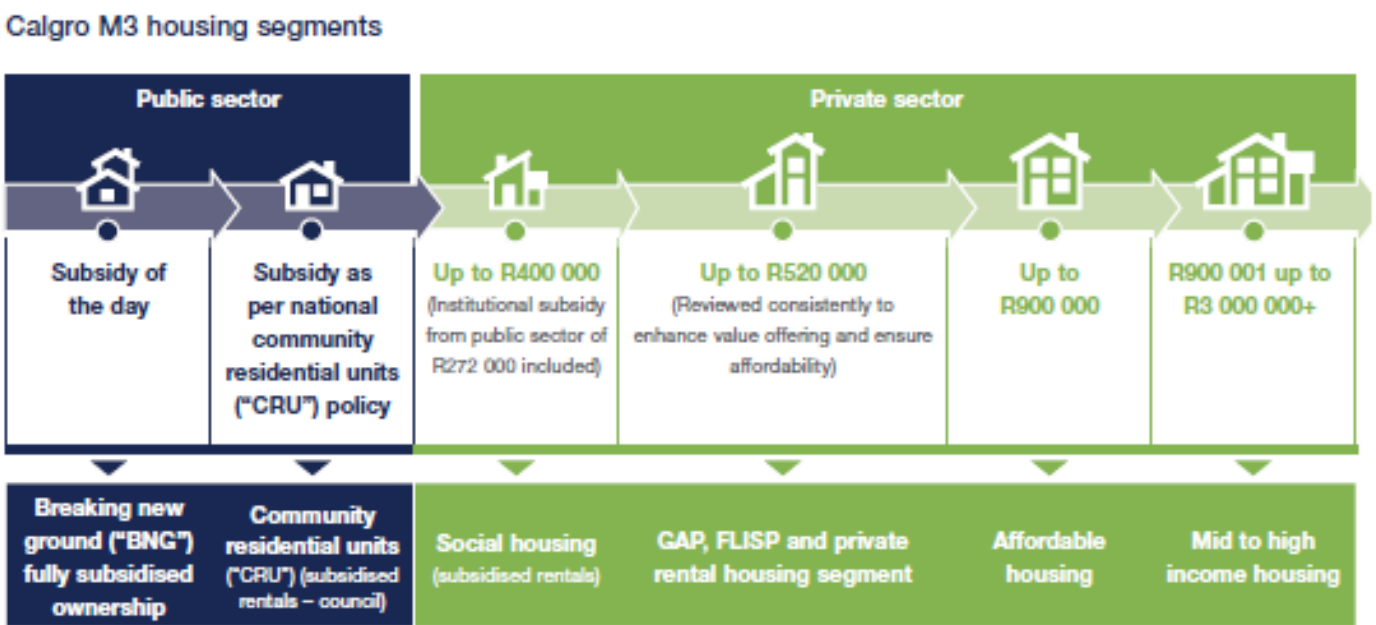 Calgro M3 housing segments
Public sector
Private sector
Subsidy of
the day
Subsidy as
per national
community
residential units
(“CRU”) policy
Up to R400 000
(Institutional subsidy
from public sector of
R272 000 included)
Up to R520 000
(Reviewed consistently to
enhance value offering and ensure
affordability)
Up to
R900 000
R900 001 up to
R3 000 000+
Breaking new
ground (“BNG”)
fully subsidised
ownership
Community
residential units
(“CRU”) (subsidised
rentals – council)
Social housing
(subsidised rentals)
GAP, FLISP and private
rental housing segment
Affordable
housing
Mid to high
income housing